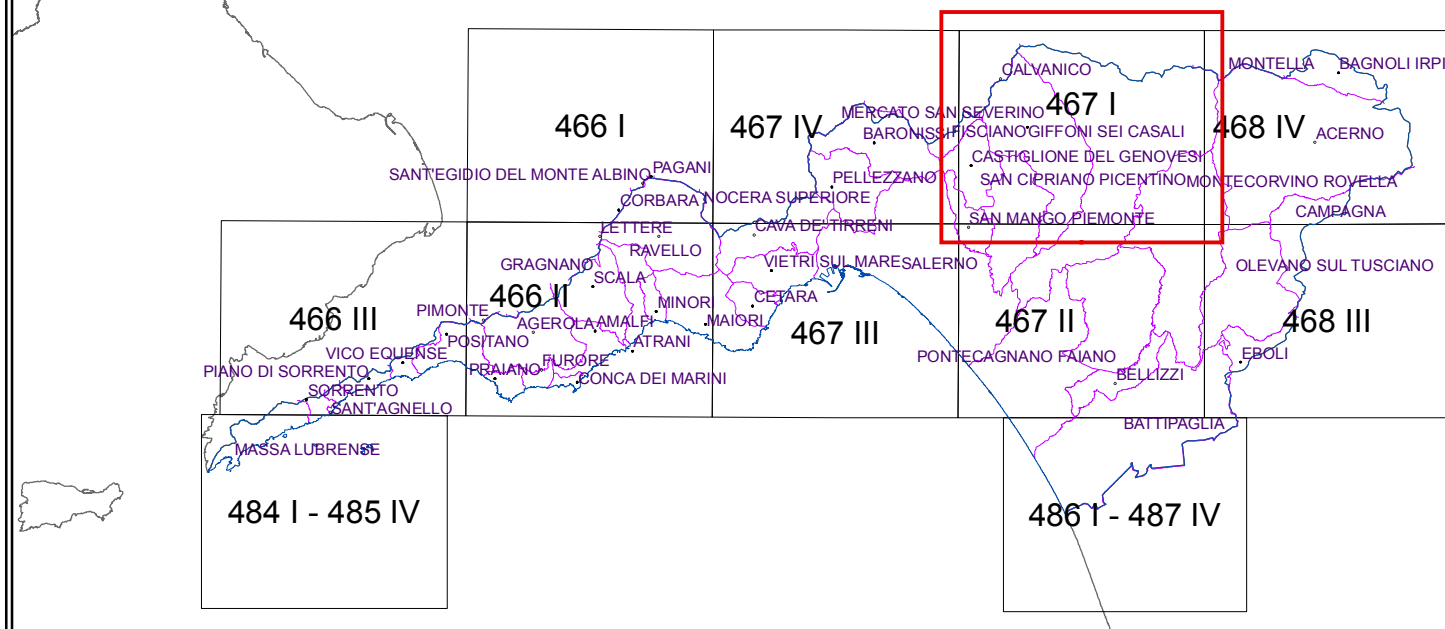 CALVANICO
MONTELLA
BAGNOLI IRPI
467 I
466 I
467 IV
MERCATO SAN SEVERINO
468 IV
BARONISSI
FISCIANO
GIFFONI SEI CASALI
ACERNO
CASTIGLIONE DEL GENOVESI
SANT'EGIDIO DEL MONTE ALBINO
PAGANI
PELLEZZANO
SAN CIPRIANO PICENTINO
MONTECORVINO ROVELLA
CORBARA
NOCERA SUPERIORE
CAMPAGNA
SAN MANGO PIEMONTE
LETTERE
CAVA DE' TIRRENI
RAVELLO
GRAGNANO
VIETRI SUL MARE
SALERNO
OLEVANO SUL TUSCIANO
SCALA
466 II
CETARA
MINOR
PIMONTE
466 III
AGEROLA
AMALFI
MAIORI
467 III
467 II
468 III
POSITANO
ATRANI
VICO EQUENSE
FURORE
PONTECAGNANO FAIANO
EBOLI
PIANO DI SORRENTO
PRAIANO
CONCA DEI MARINI
BELLIZZI
SORRENTO
SANT'AGNELLO
BATTIPAGLIA
MASSA LUBRENSE
484 I - 485 IV
486 I - 487 IV